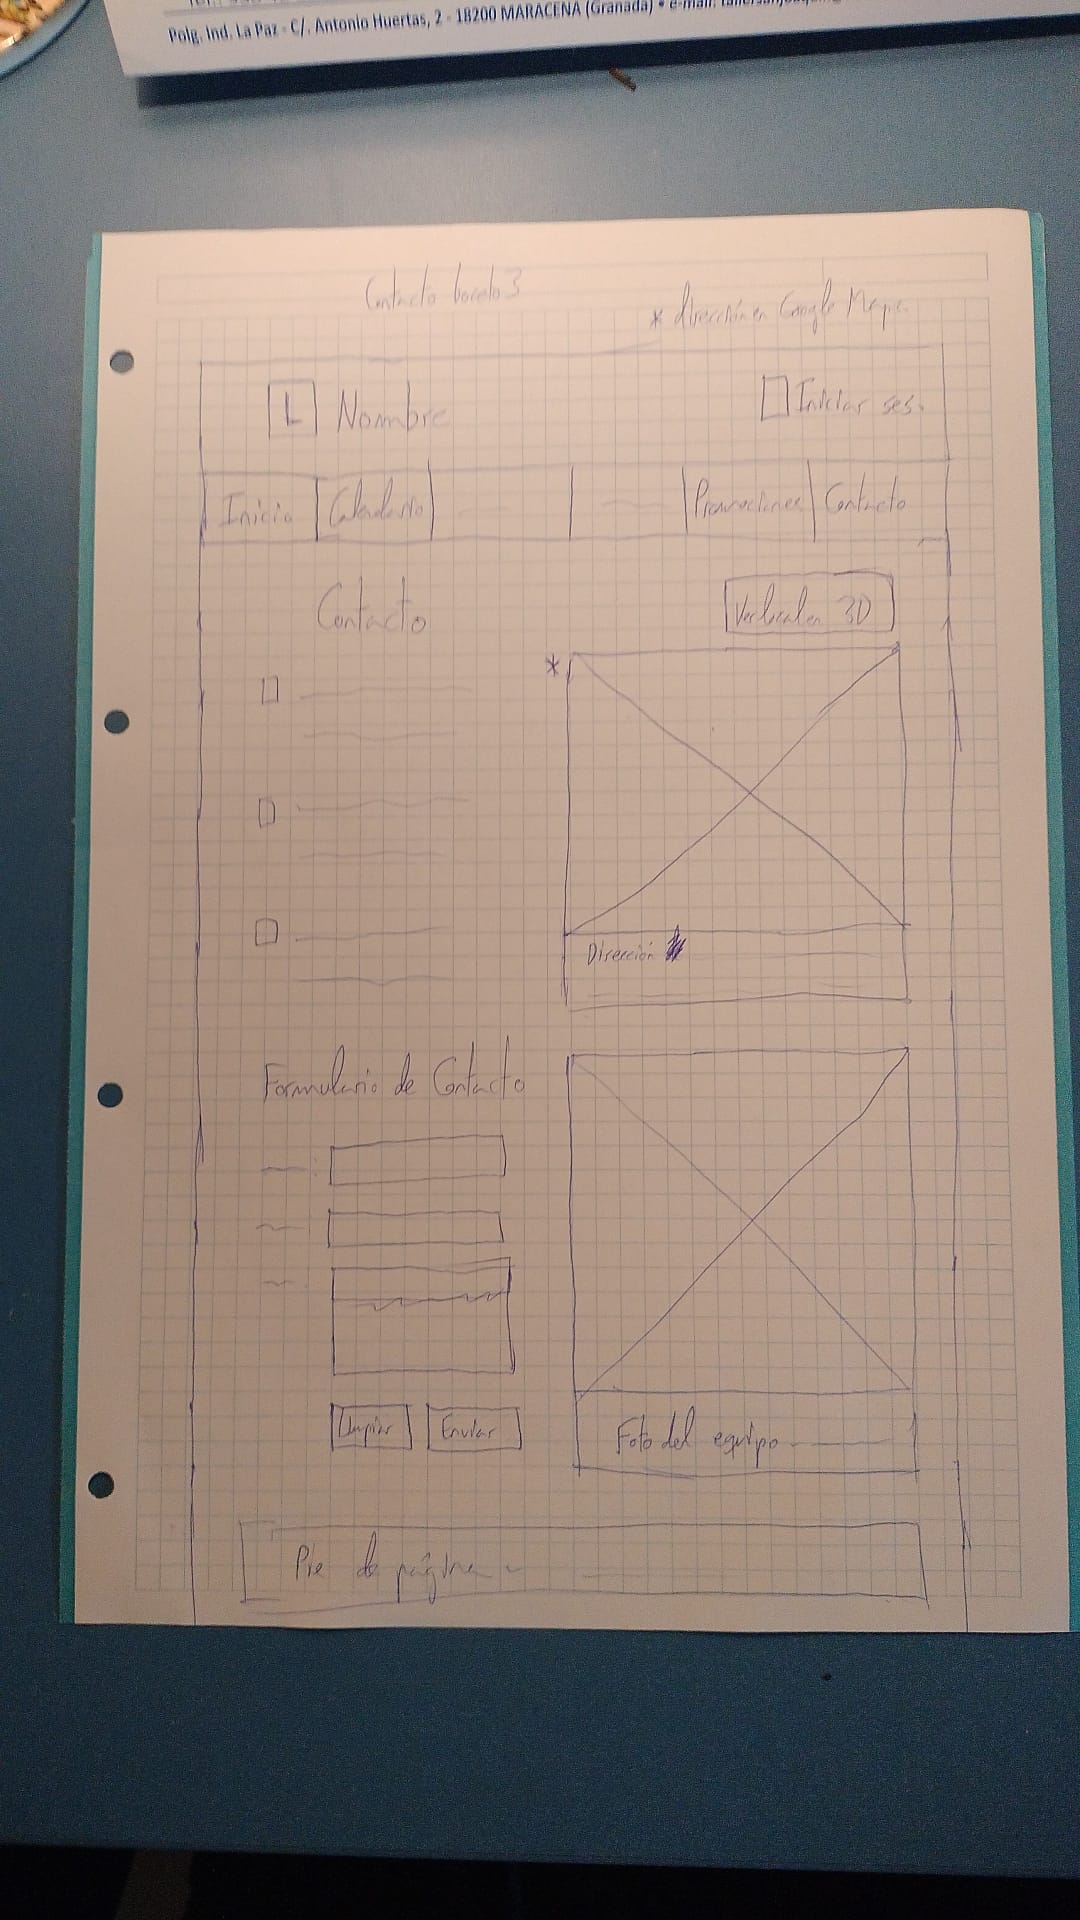 Polg. Ind. La Paz - C/. Antonio Huertas, 2 - 18200 MARACENA (Granada) • e-mail:
Contacto boceto 3
* dirección en Google Maps.
L Nombre
Iniciar ses.
Inicio Calendario Promociones Contacto
Contacto
Ver local en 3D
*
Dirección
Formulario de Contacto
Limpiar Enviar
Foto del equipo
Pie de página